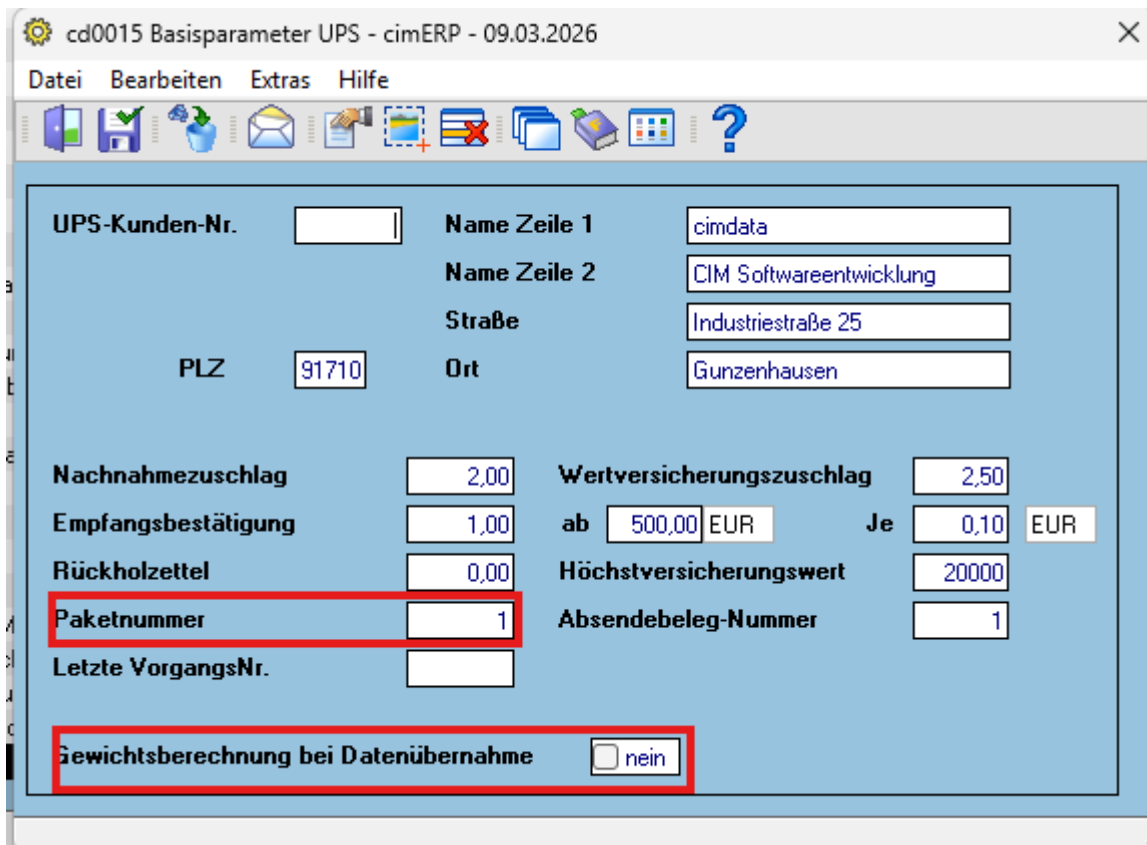 cd0015 Basisparameter UPS - cimERP - 09.03.2026
Datei Bearbeiten Extras Hilfe
UPS-Kunden-Nr. Name Zeile 1 cimdata
Name Zeile 2 CIM Softwareentwicklung
Straße Industriestraße 25
PLZ 91710 Ort Gunzenhausen
Nachnahmezuschlag 2,00 Wertversicherungszuschlag 2,50
Empfangsbestätigung 1,00 ab 500,00 EUR Je 0,10 EUR
Rückholzettel 0,00 Höchstversicherungswert 20000
Paketnummer 1 Absendebeleg-Nummer 1
Letzte VorgangsNr.
Gewichtsberechnung bei Datenübernahme nein